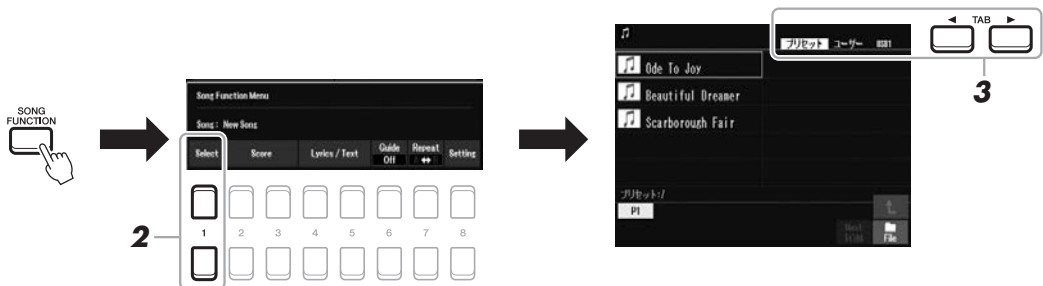 SONG
FUNCTION
Song Function Menu
Song : New Song
Select Score Lyrics / Text Guide Off Repeat Setting
1 2 3 4 5 6 7 8
2
プリセット ユーザー USB1
TAB
3
Ode To Joy
Beautiful Dreamer
Scarborough Fair
プリセット:/
P1
File